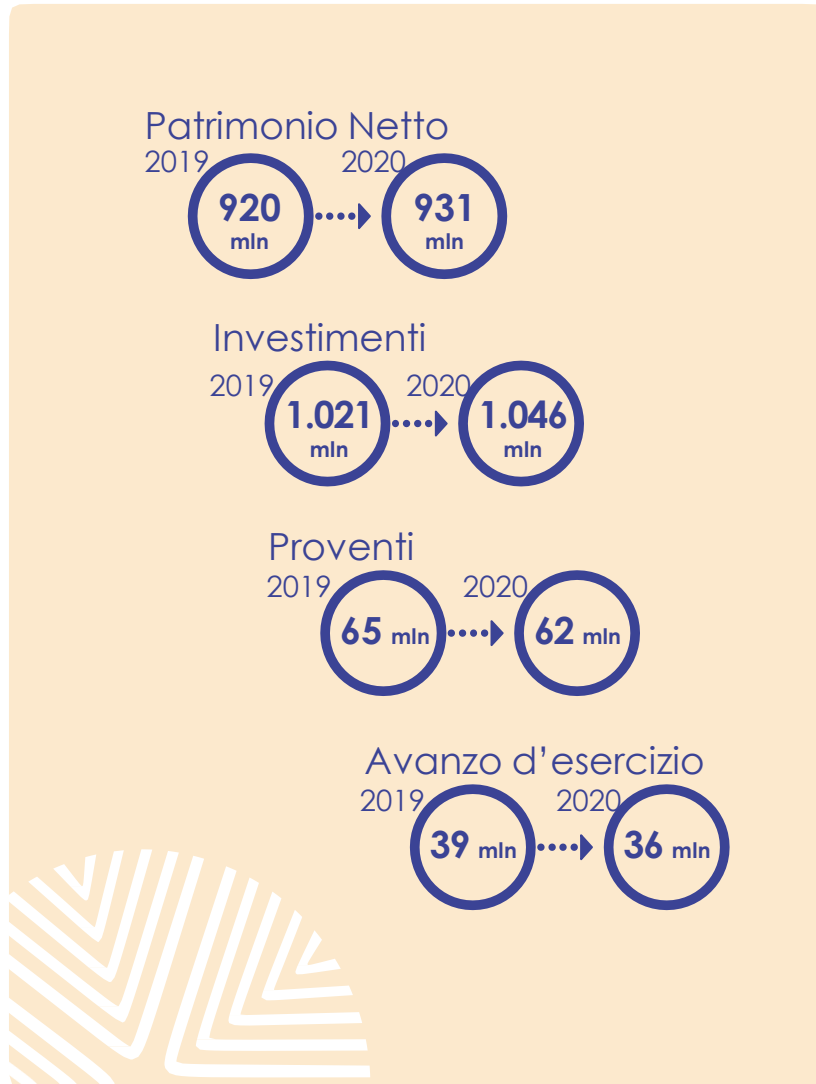 Patrimonio Netto
2019 2020
920 931
mln mln
Investimenti
2019 2020
1.021 1.046
mln mln
Proventi
2019 2020
65 mln 62 mln
Avanzo d'esercizio
2019 2020
39 mln 36 mln